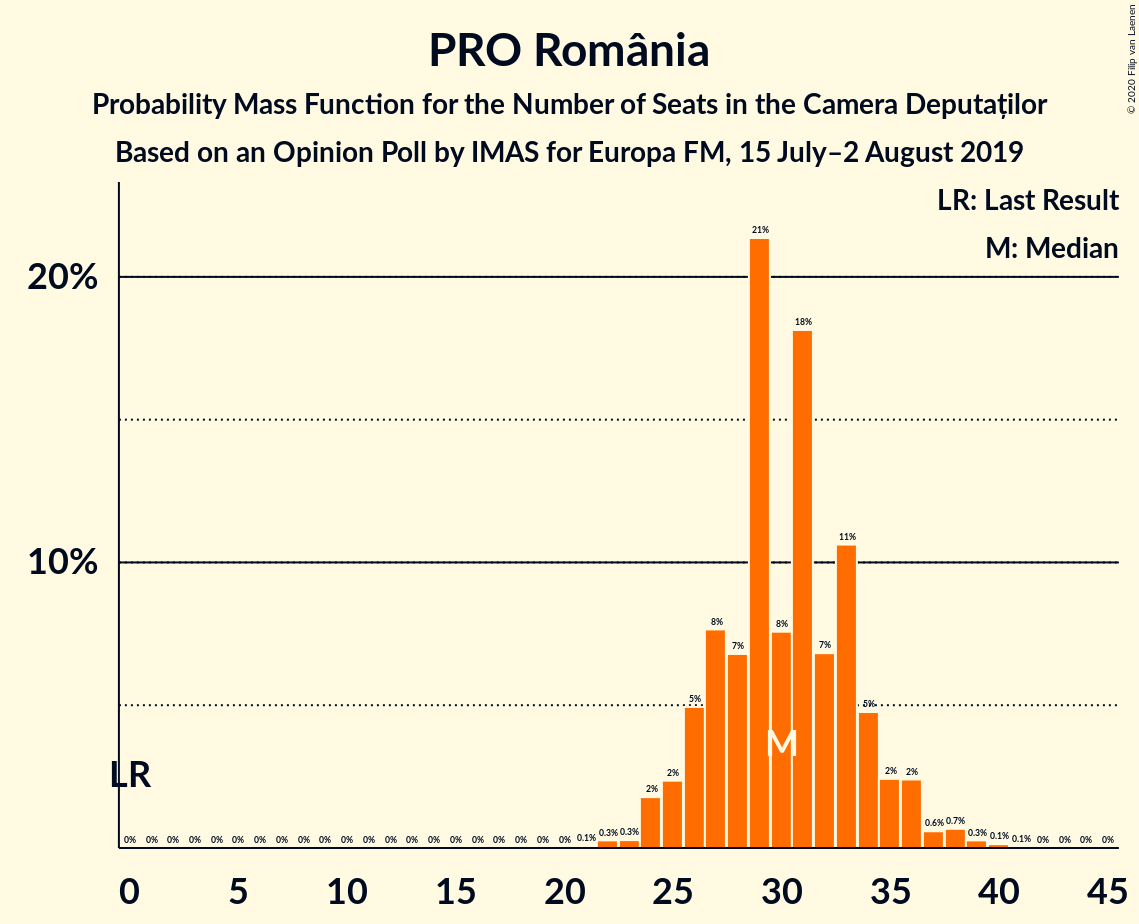 PRO România
Probability Mass Function for the Number of Seats in the Camera Deputaților
Based on an Opinion Poll by IMAS for Europa FM, 15 July–2 August 2019
© 2020 Filip van Laenen
LR: Last Result
M: Median
20%
10%
LR
M
0% 0% 0% 0% 0% 0% 0% 0% 0% 0% 0% 0% 0% 0% 0% 0% 0% 0% 0% 0% 0% 0.1% 0.3% 0.3% 2% 2% 5% 8% 7% 21% 8% 18% 7% 11% 5% 2% 2% 0.6% 0.7% 0.3% 0.1% 0.1% 0% 0% 0% 0%
0 5 10 15 20 25 30 35 40 45